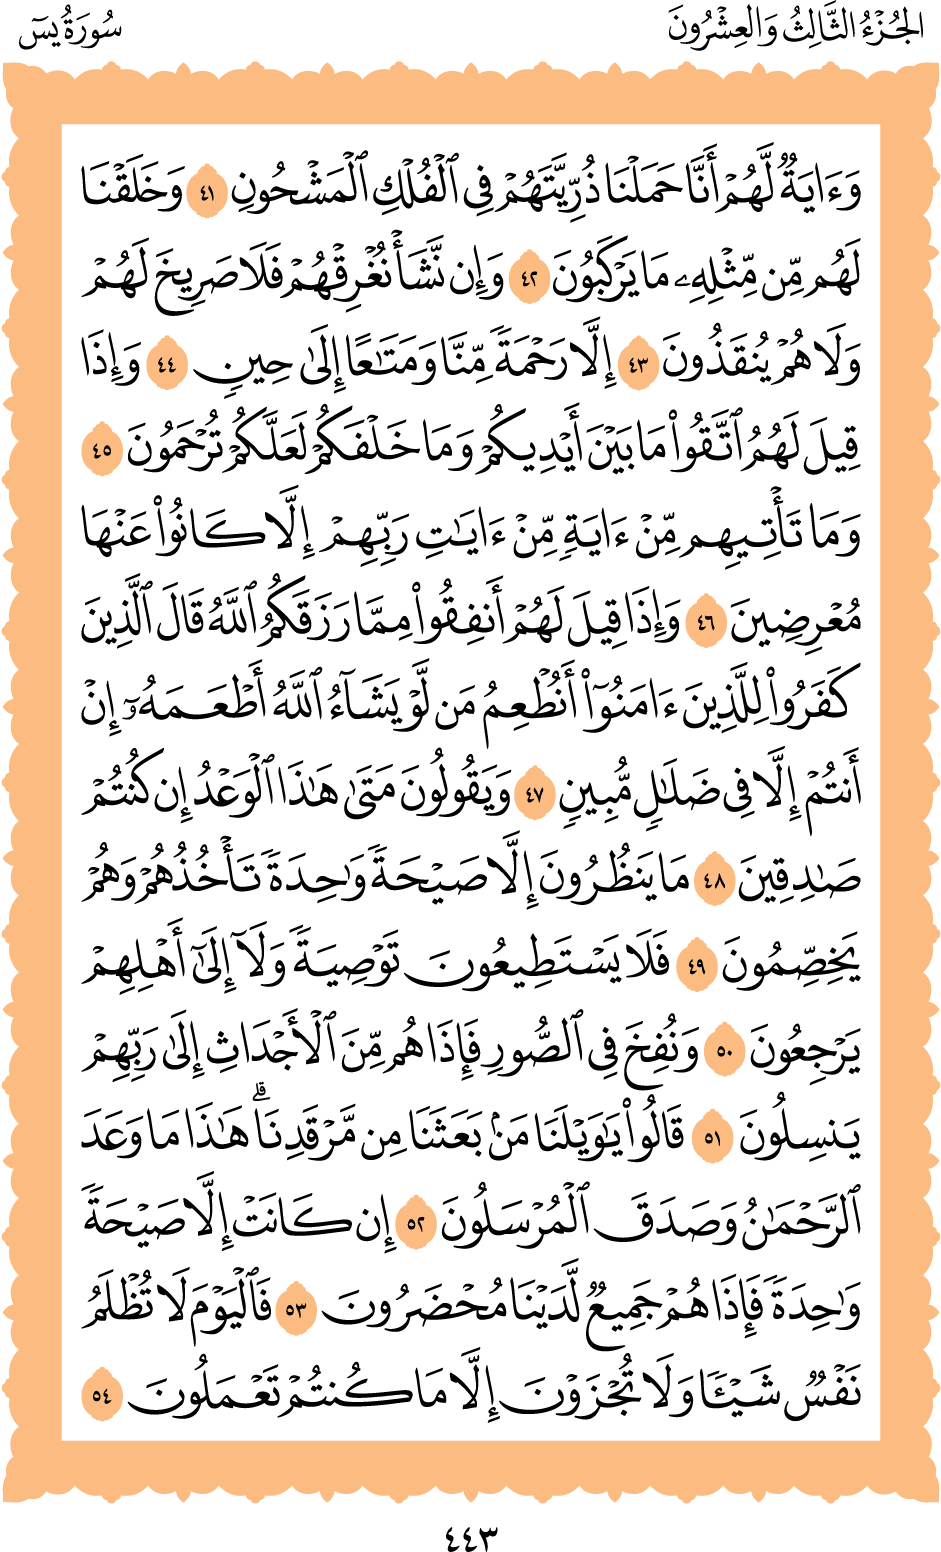 الجُزْءُ الثَّالِثُ وَالْعِشْرُونَ
سُورَةُ يسٓ
وَءَايَةٌ لَّهُمْ أَنَّا حَمَلْنَا ذُرِّيَّتَهُمْ فِي ٱلْفُلْكِ ٱلْمَشْحُونِ ٤١ وَخَلَقْنَا
لَهُم مِّن مِّثْلِهِۦ مَا يَرْكَبُونَ ٤٢ وَإِن نَّشَأْ نُغْرِقْهُمْ فَلَا صَرِيخَ لَهُمْ
وَلَا هُمْ يُنقَذُونَ ٤٣ إِلَّا رَحْمَةً مِّنَّا وَمَتَٰعًا إِلَىٰ حِينٍ ٤٤ وَإِذَا
قِيلَ لَهُمُ ٱتَّقُوا۟ مَا بَيْنَ أَيْدِيكُمْ وَمَا خَلْفَكُمْ لَعَلَّكُمْ تُرْحَمُونَ ٤٥
وَمَا تَأْتِيهِم مِّنْ ءَايَةٍ مِّنْ ءَايَٰتِ رَبِّهِمْ إِلَّا كَانُوا۟ عَنْهَا
مُعْرِضِينَ ٤٦ وَإِذَا قِيلَ لَهُمْ أَنفِقُوا۟ مِمَّا رَزَقَكُمُ ٱللَّهُ قَالَ ٱلَّذِينَ
كَفَرُوا۟ لِلَّذِينَ ءَامَنُوٓا۟ أَنُطْعِمُ مَن لَّوْ يَشَآءُ ٱللَّهُ أَطْعَمَهُۥٓ إِنْ
أَنتُمْ إِلَّا فِي ضَلَٰلٍ مُّبِينٍ ٤٧ وَيَقُولُونَ مَتَىٰ هَٰذَا ٱلْوَعْدُ إِن كُنتُمْ
صَٰدِقِينَ ٤٨ مَا يَنظُرُونَ إِلَّا صَيْحَةً وَٰحِدَةً تَأْخُذُهُمْ وَهُمْ
يَخِصِّمُونَ ٤٩ فَلَا يَسْتَطِيعُونَ تَوْصِيَةً وَلَآ إِلَىٰٓ أَهْلِهِمْ
يَرْجِعُونَ ٥٠ وَنُفِخَ فِي ٱلصُّورِ فَإِذَا هُم مِّنَ ٱلْأَجْدَاثِ إِلَىٰ رَبِّهِمْ
يَنسِلُونَ ٥١ قَالُوا۟ يَٰوَيْلَنَا مَنۢ بَعَثَنَا مِن مَّرْقَدِنَا ۗ هَٰذَا مَا وَعَدَ
ٱلرَّحْمَٰنُ وَصَدَقَ ٱلْمُرْسَلُونَ ٥٢ إِن كَانَتْ إِلَّا صَيْحَةً
وَٰحِدَةً فَإِذَا هُمْ جَمِيعٌ لَّدَيْنَا مُحْضَرُونَ ٥٣ فَٱلْيَوْمَ لَا تُظْلَمُ
نَفْسٌ شَيْـًٔا وَلَا تُجْزَوْنَ إِلَّا مَا كُنتُمْ تَعْمَلُونَ ٥٤
٤٤٣